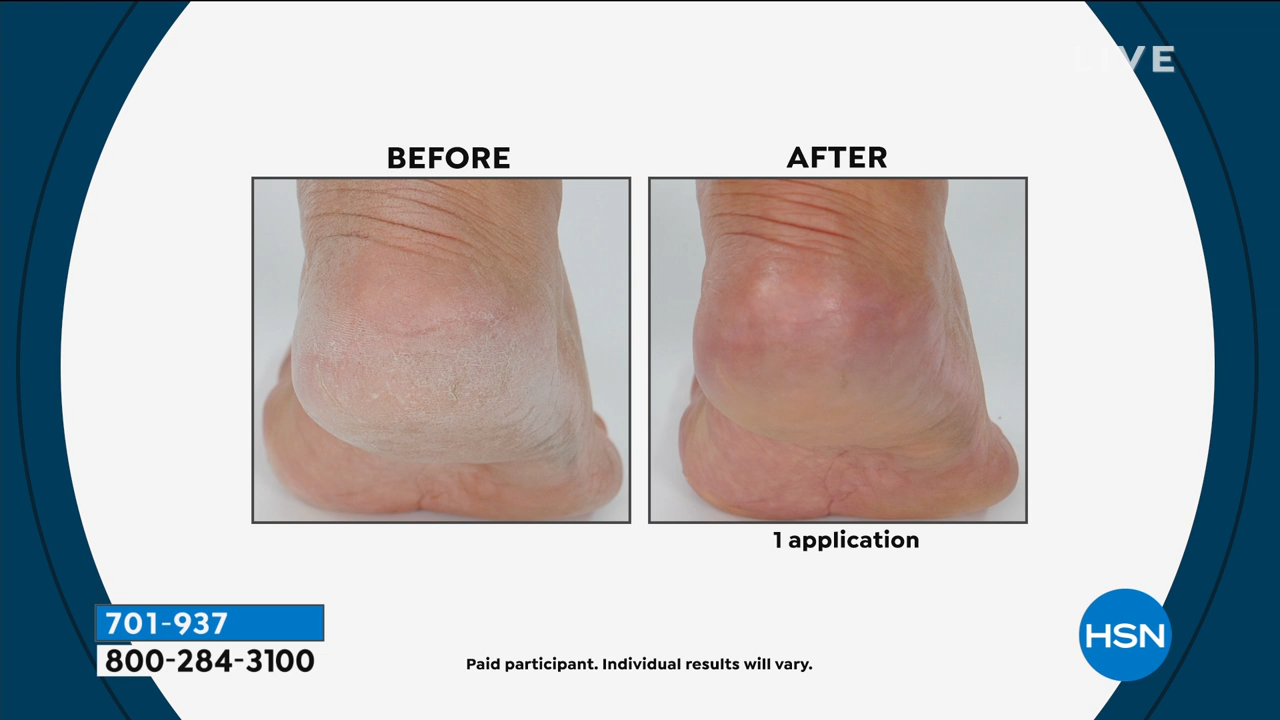 LIVE
BEFORE
AFTER
1 application
701-937
800-284-3100
Paid participant. Individual results will vary.
HSN